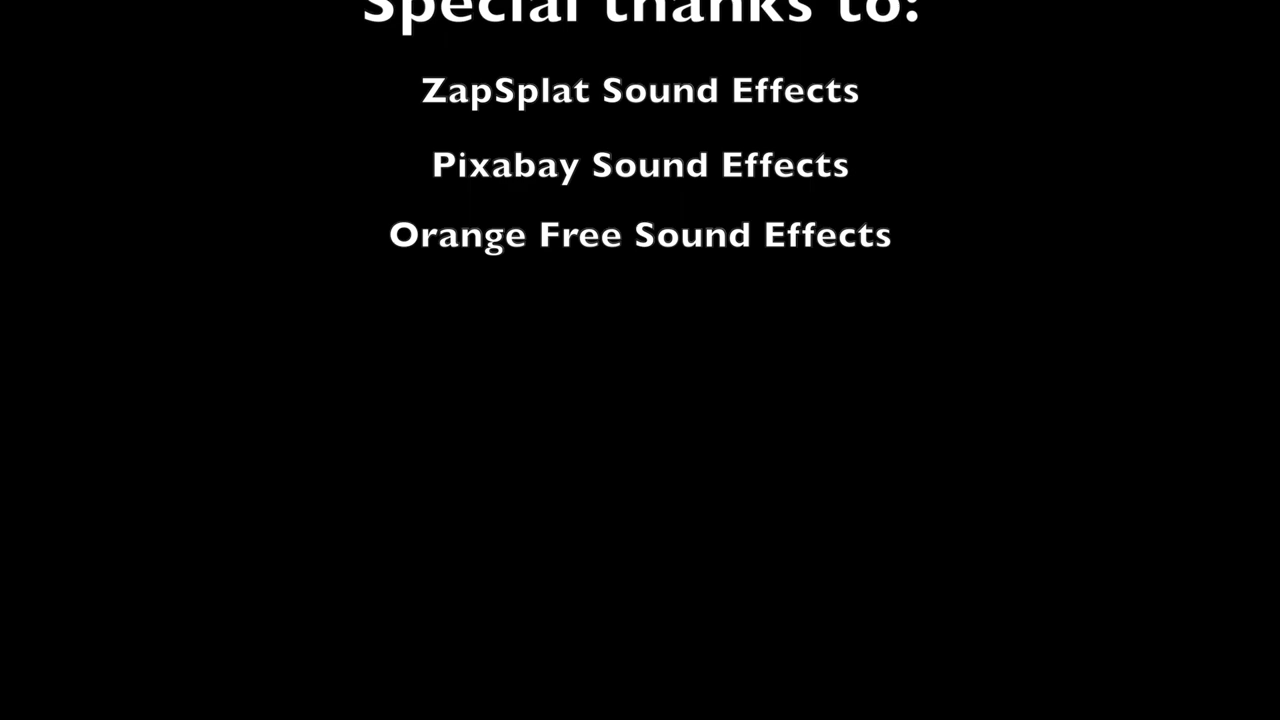 Special thanks to:
ZapSplat Sound Effects
Pixabay Sound Effects
Orange Free Sound Effects